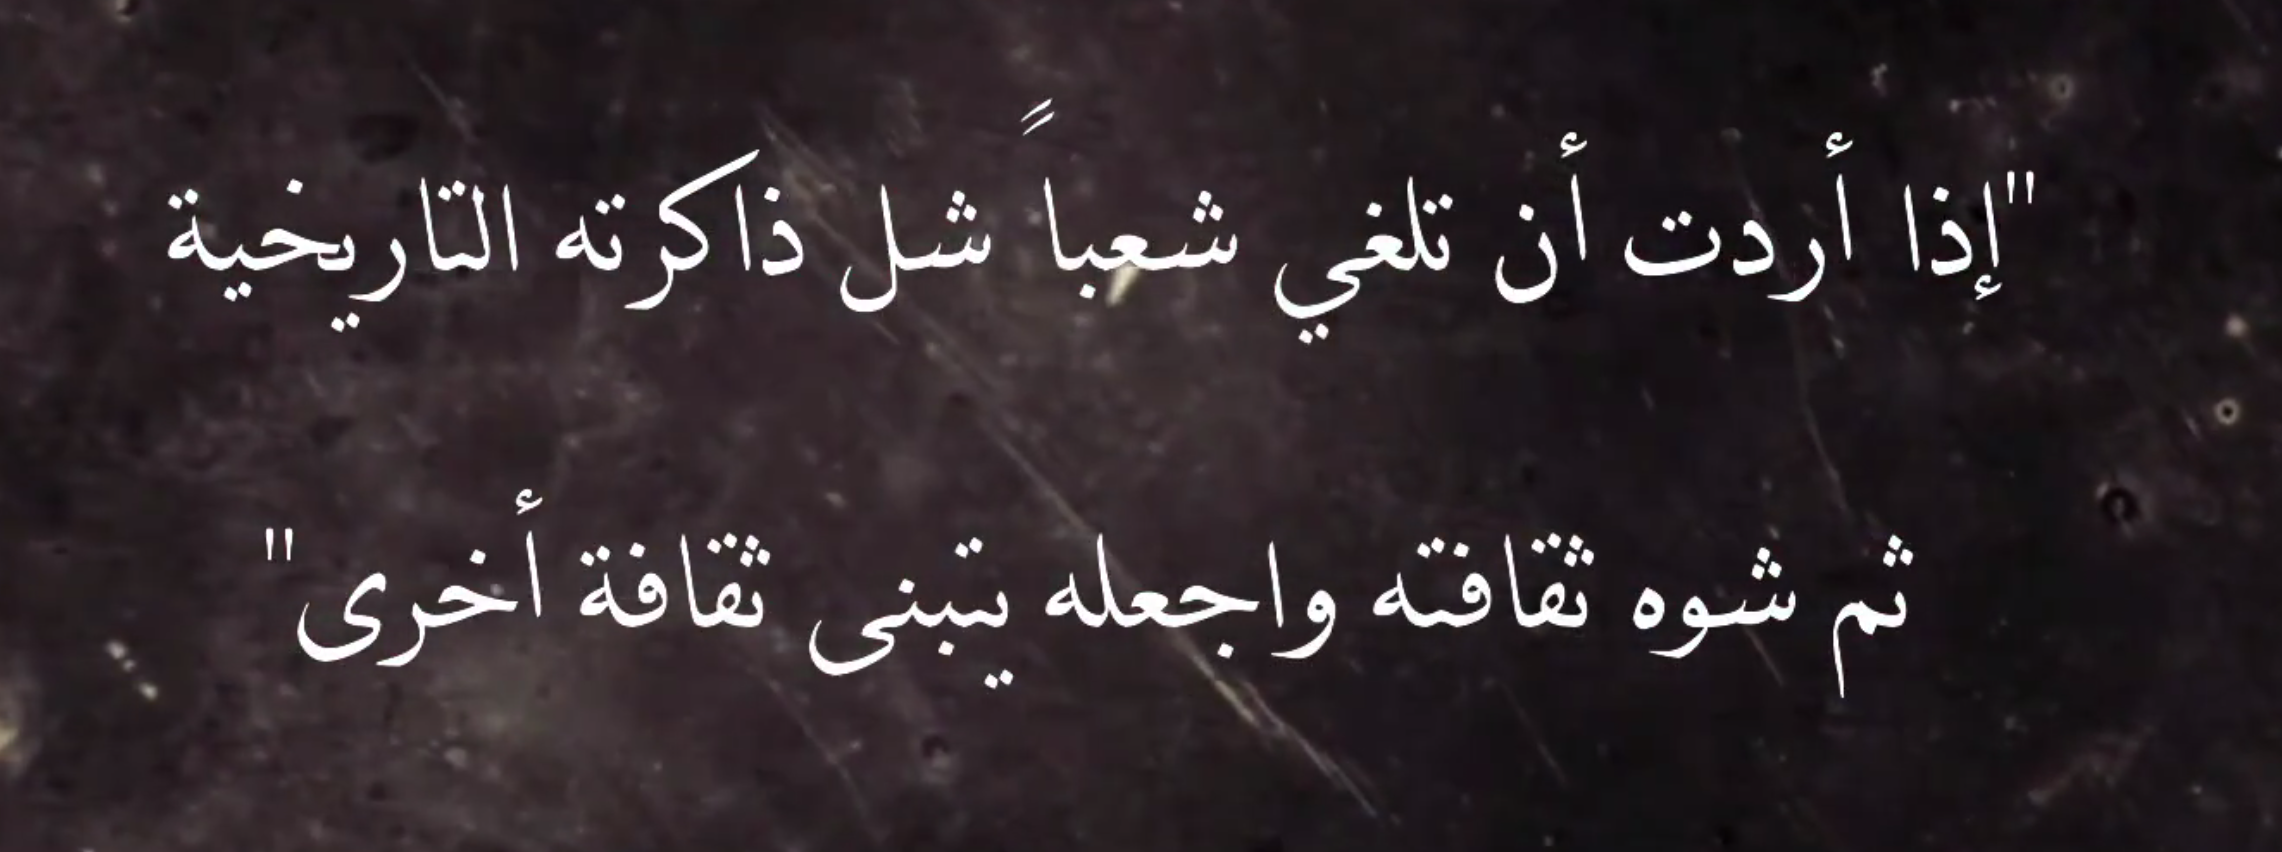 "إذا أردت أن تلغي شعباً شل ذاكرته التاريخية
ثم شوه ثقافته واجعله يتبنى ثقافة أخرى"